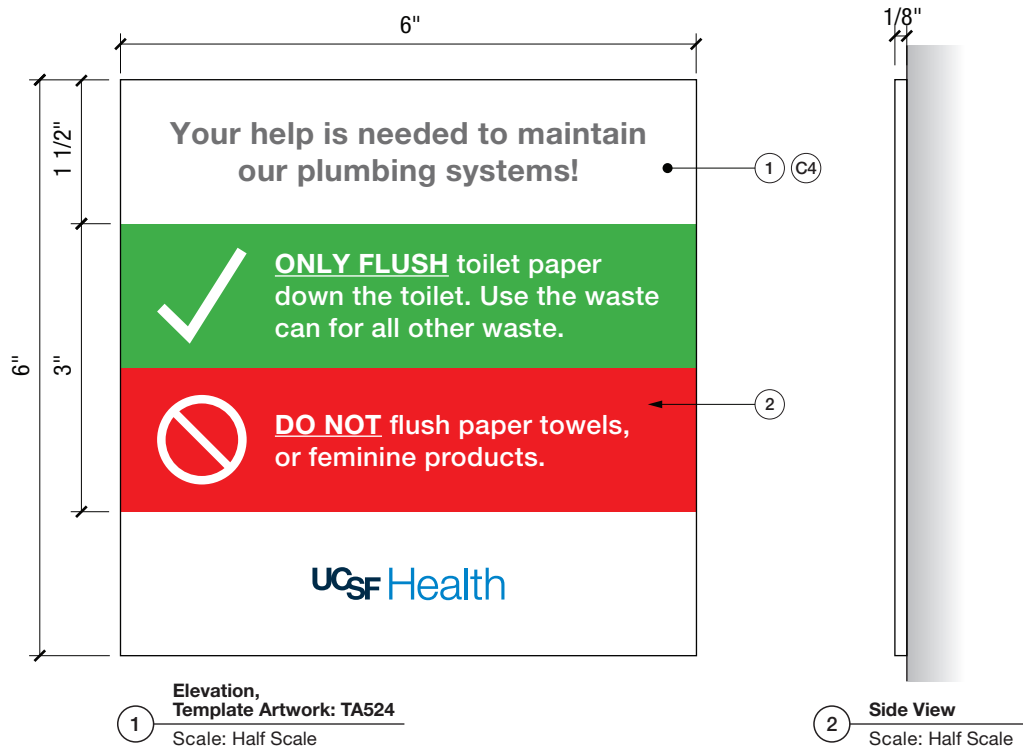 6"
1/8"
1 1/2"
Your help is needed to maintain
our plumbing systems!
1 C4
6"
3"
ONLY FLUSH toilet paper
down the toilet. Use the waste
can for all other waste.
DO NOT flush paper towels,
or feminine products.
2
UCSF Health
1
Elevation,
Template Artwork: TA524
Scale: Half Scale
2
Side View
Scale: Half Scale